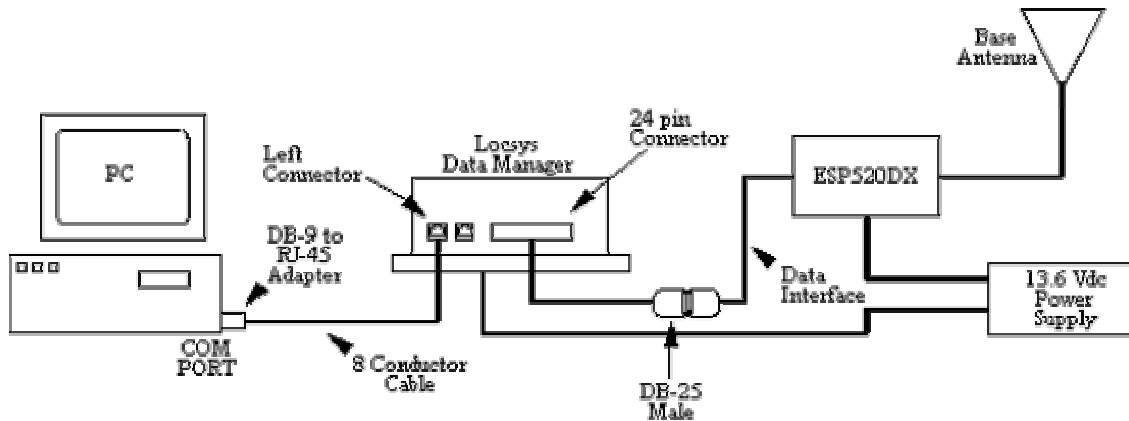 Base
Antenna
24 pin
Connector
Locsys
Data Manager
Left
Connector
PC
ESP520DX
DB-9 to
RJ-45
Adapter
Data
Interface
13.6 Vdc
Power
Supply
COM
PORT
8 Conductor
Cable
DB-25
Male